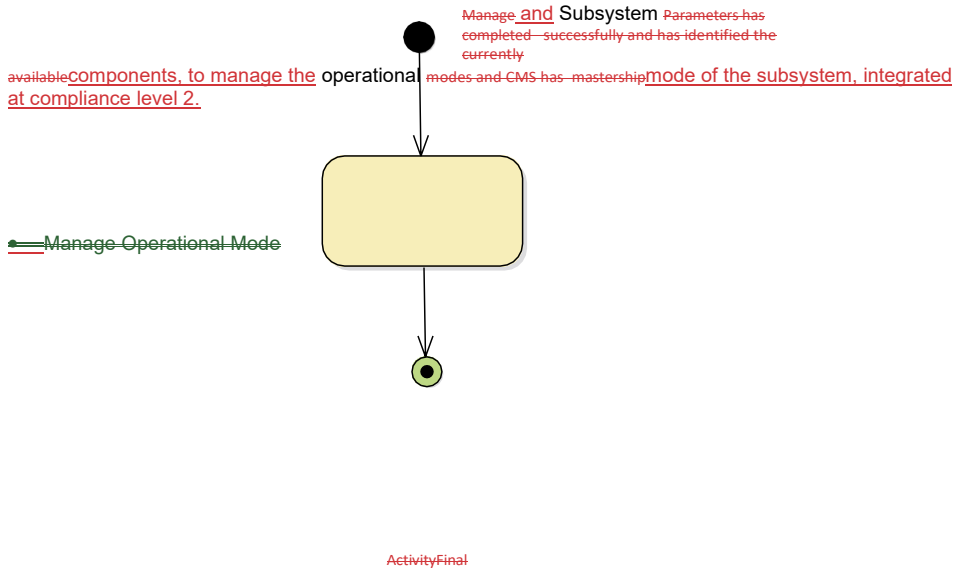 Manage and Subsystem Parameters has
completed successfully and has identified the
currently
availablecomponents, to manage the operational modes and CMS has mastershipmode of the subsystem, integrated
at compliance level 2.
Manage Operational Mode
ActivityFinal